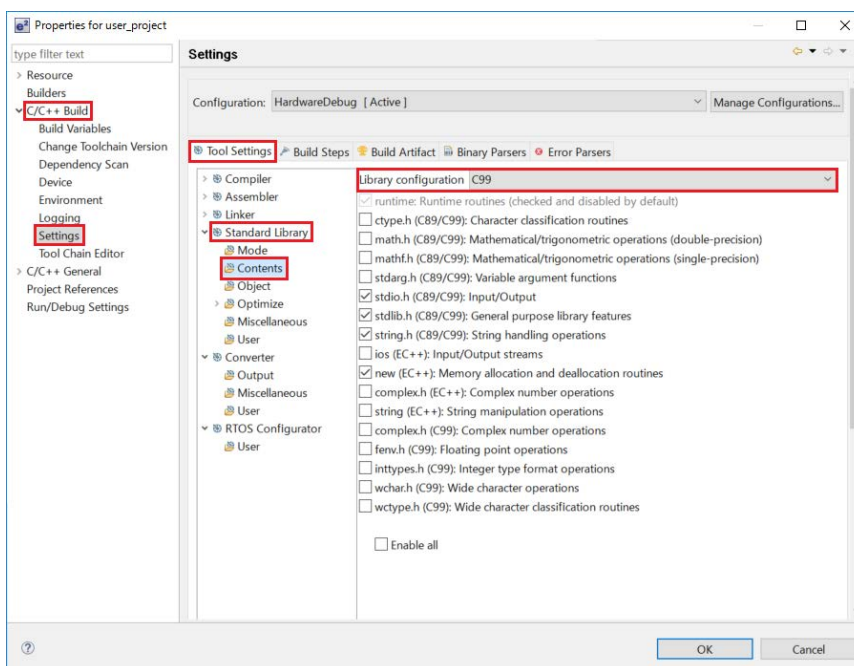 e² Properties for user_project
type filter text
Settings
Resource
Builders
C/C++ Build
Build Variables
Change Toolchain Version
Dependency Scan
Device
Environment
Logging
Settings
Tool Chain Editor
C/C++ General
Project References
Run/Debug Settings
Configuration: HardwareDebug [ Active ] Manage Configurations...
Tool Settings Build Steps Build Artifact Binary Parsers Error Parsers
Compiler
Assembler
Linker
Standard Library
Mode
Contents
Object
Optimize
Miscellaneous
User
Converter
Output
Miscellaneous
User
RTOS Configurator
User
Library configuration C99
runtime: Runtime routines (checked and disabled by default)
ctype.h (C89/C99): Character classification routines
math.h (C89/C99): Mathematical/trigonometric operations (double-precision)
mathf.h (C89/C99): Mathematical/trigonometric operations (single-precision)
stdarg.h (C89/C99): Variable argument functions
stdio.h (C89/C99): Input/Output
stdlib.h (C89/C99): General purpose library features
string.h (C89/C99): String handling operations
ios (EC++): Input/Output streams
new (EC++): Memory allocation and deallocation routines
complex.h (EC++): Complex number operations
string (EC++): String manipulation operations
complex.h (C99): Complex number operations
fenv.h (C99): Floating point operations
inttypes.h (C99): Integer type format operations
wchar.h (C99): Wide character operations
wctype.h (C99): Wide character classification routines
Enable all
?
OK Cancel